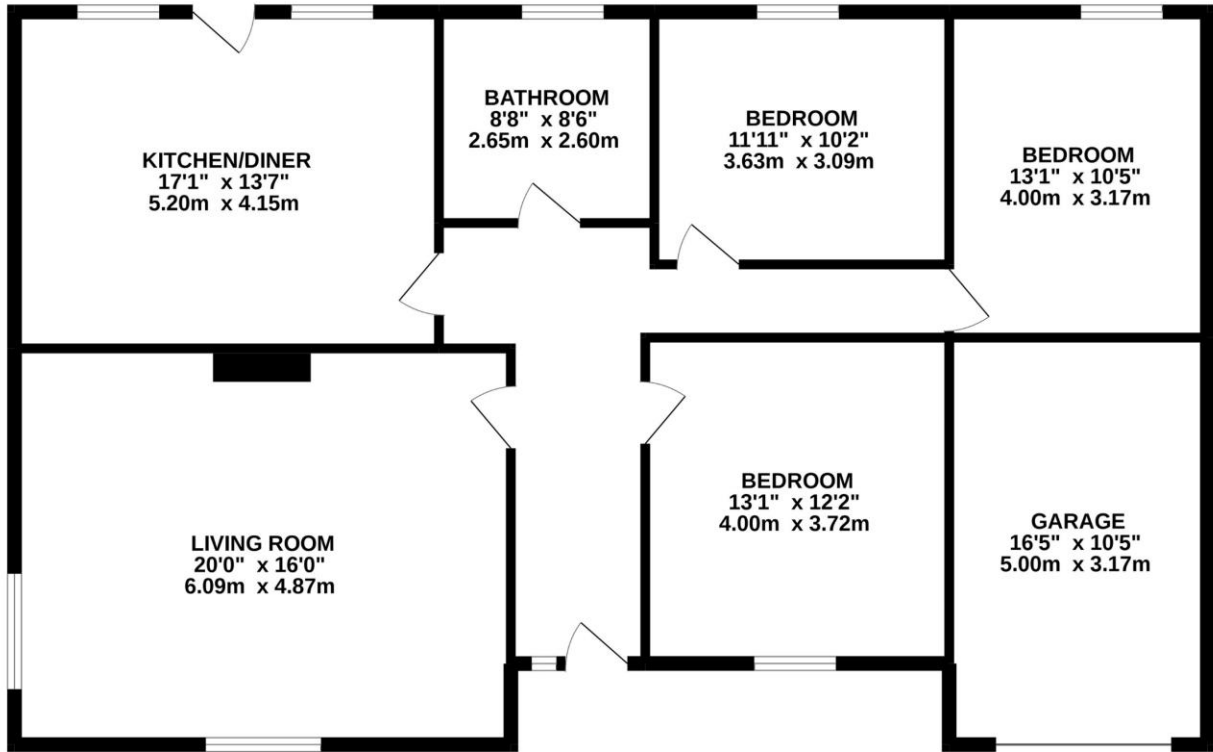 KITCHEN/DINER
17'1" x 13'7"
5.20m x 4.15m
BATHROOM
8'8" x 8'6"
2.65m x 2.60m
BEDROOM
11'11" x 10'2"
3.63m x 3.09m
BEDROOM
13'1" x 10'5"
4.00m x 3.17m
LIVING ROOM
20'0" x 16'0"
6.09m x 4.87m
BEDROOM
13'1" x 12'2"
4.00m x 3.72m
GARAGE
16'5" x 10'5"
5.00m x 3.17m